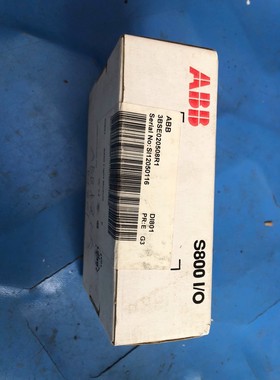 ABB
S800 I/O
ABB
3BSE020508R1
Serial No:SI12050116
DI801
PR:E G3